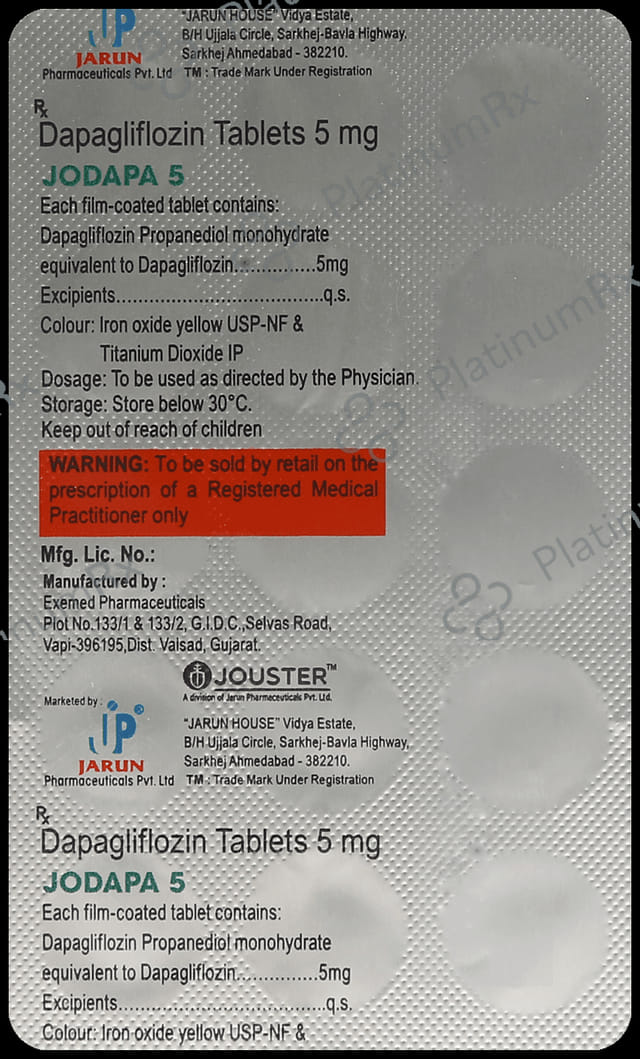 JP
JARUN
Pharmaceuticals Pvt. Ltd
"JARUN HOUSE" Vidya Estate,
B/H Ujjala Circle, Sarkhej-Bavla Highway,
Sarkhej Ahmedabad - 382210.
TM : Trade Mark Under Registration
Rx
Dapagliflozin Tablets 5 mg
JODAPA 5
Each film-coated tablet contains:
Dapagliflozin Propanediol monohydrate
equivalent to Dapagliflozin...............5mg
Excipients...................................q.s.
Colour: Iron oxide yellow USP-NF &
Titanium Dioxide IP
Dosage: To be used as directed by the Physician.
Storage: Store below 30°C.
Keep out of reach of children
WARNING: To be sold by retail on the
prescription of a Registered Medical
Practitioner only
Mfg. Lic. No.:
Manufactured by :
Exemed Pharmaceuticals
Plot No.133/1 & 133/2, G.I.D.C.,Selvas Road,
Vapi-396195,Dist. Valsad, Gujarat.
JOUSTER™
A division of Jarun Pharmaceuticals Pvt. Ltd.
Marketed by :
JP®
JARUN
Pharmaceuticals Pvt. Ltd
"JARUN HOUSE" Vidya Estate,
B/H Ujjala Circle, Sarkhej-Bavla Highway,
Sarkhej Ahmedabad - 382210.
TM : Trade Mark Under Registration
Rx
Dapagliflozin Tablets 5 mg
JODAPA 5
Each film-coated tablet contains:
Dapagliflozin Propanediol monohydrate
equivalent to Dapagliflozin...............5mg
Excipients...................................q.s.
Colour: Iron oxide yellow USP-NF &
PlatinumRx
PlatinumRx
Platinum